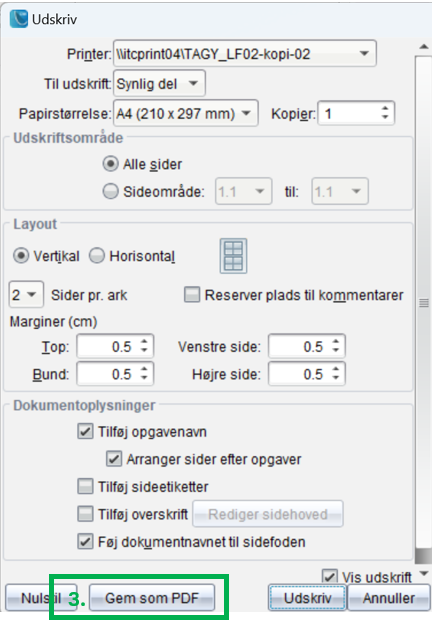 Udskriv
Printer: \\itcprint04\TAGY_LF02-kopi-02
Til udskrift: Synlig del
Papirstørrelse: A4 (210 x 297 mm) Kopier: 1
Udskriftsområde
Alle sider
Sideområde: 1.1 til: 1.1
Layout
Vertikal Horisontal
2 Sider pr. ark Reserver plads til kommentarer
Marginer (cm)
Top: 0.5 Venstre side: 0.5
Bund: 0.5 Højre side: 0.5
Dokumentoplysninger
Tilføj opgavenavn
Arranger sider efter opgaver
Tilføj sideetiketter
Tilføj overskrift Rediger sidehoved
Føj dokumentnavnet til sidefoden
Vis udskrift
Nulstil 3. Gem som PDF Udskriv Annuller